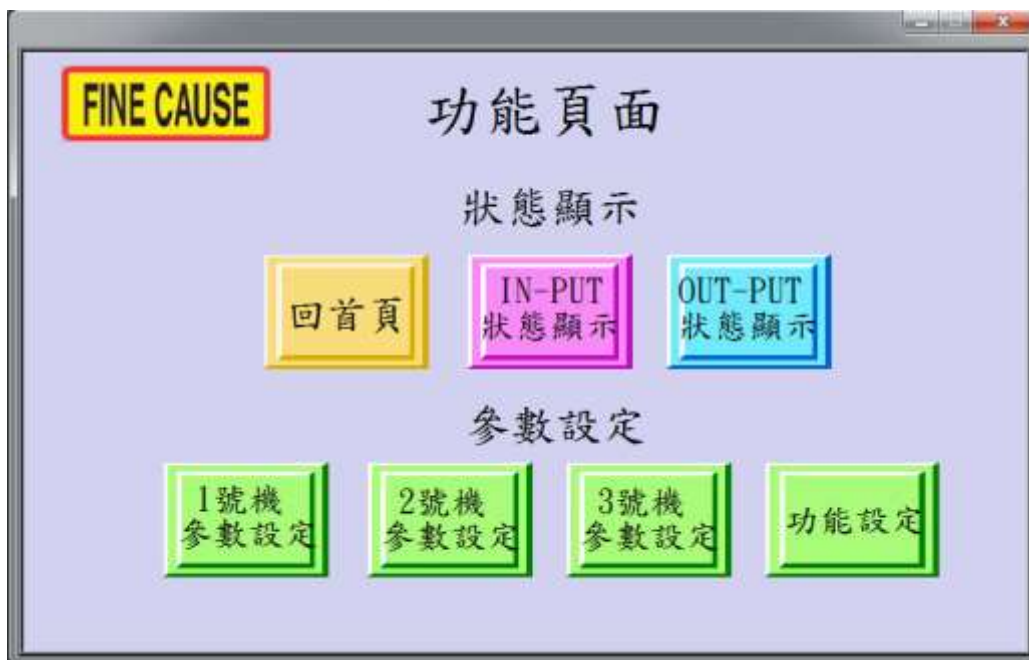 FINE CAUSE
功能頁面
狀態顯示
回首頁
IN-PUT
狀態顯示
OUT-PUT
狀態顯示
參數設定
1號機
參數設定
2號機
參數設定
3號機
參數設定
功能設定